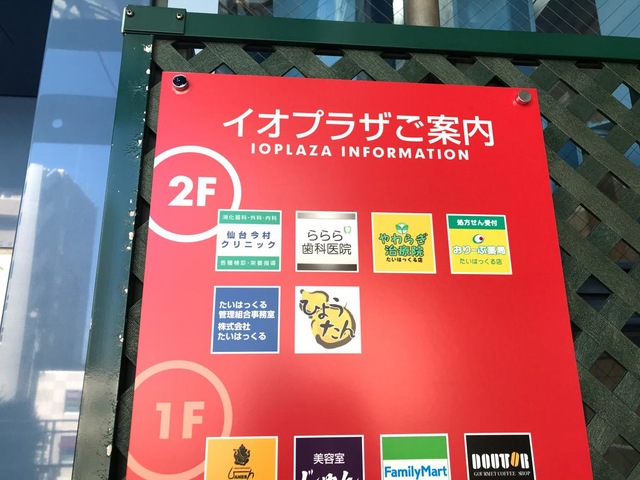 イオプラザご案内
IOPLAZA INFORMATION
2F
消化器科・外科・内科
仙台今村
クリニック
各種検診・栄養指導
ららら
歯科医院
やわらぎ
治療院
たいはっくる店
処方せん受付
おりーぶ薬局
たいはっくる店
たいはっくる
管理組合事務室
株式会社
たいはっくる
ひょうたん
1F
美容室
FamilyMart
DOUTOR
GOURMET COFFEE SHOP